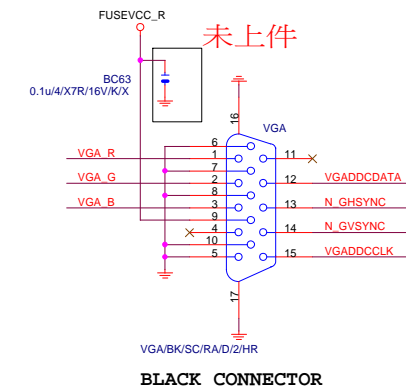 FUSEVCC_R
未上件
BC63
0.1u/4/X7R/16V/K/X
16
VGA
6
VGA_R
1
11
7
VGA_G
2
12
VGADDCDATA
8
VGA_B
3
13
N_GHSYNC
9
4
14
N_GVSYNC
10
5
15
VGADDCCLK
17
VGA/BK/SC/RA/D/2/HR
BLACK CONNECTOR